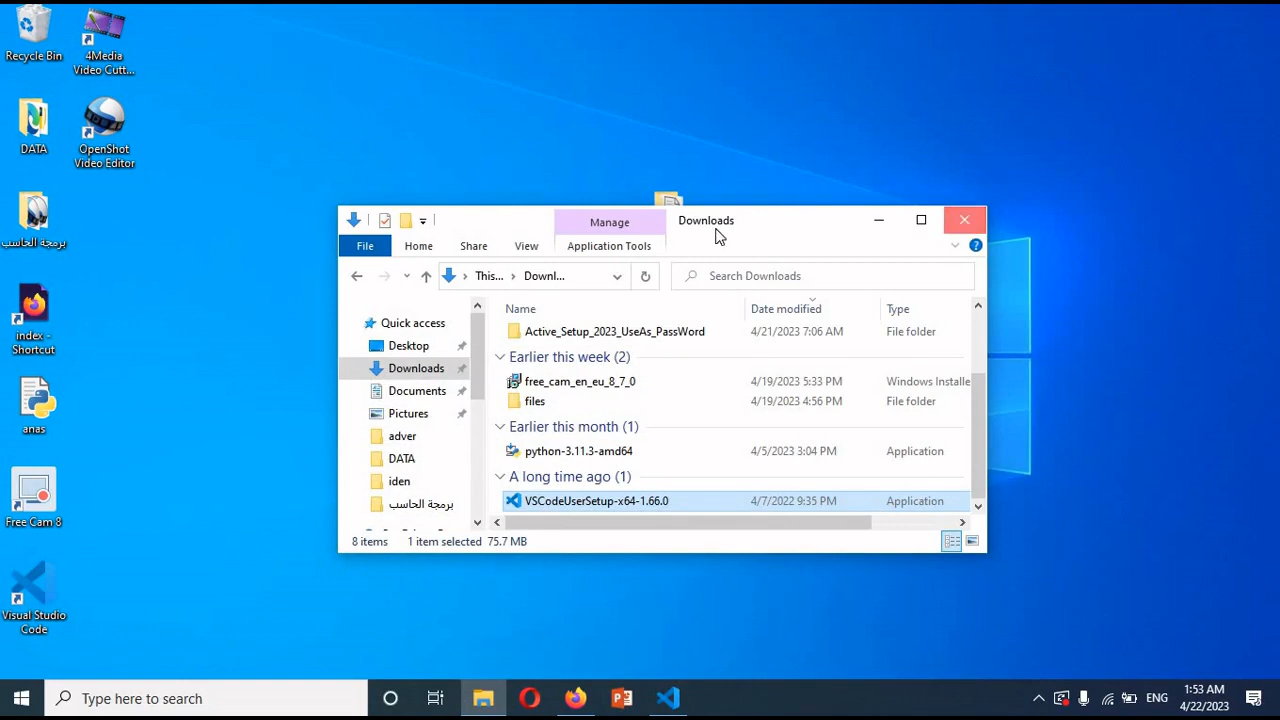 Recycle Bin
4Media
Video Cutt...
DATA
OpenShot
Video Editor
برمجة الحاسب
index -
Shortcut
anas
Free Cam 8
Visual Studio
Code
Manage
Downloads
File
Home
Share
View
Application Tools
This...
Downl...
Search Downloads
Quick access
Desktop
Downloads
Documents
Pictures
adver
DATA
iden
برمجة الحاسب
Name
Date modified
Type
Active_Setup_2023_UseAs_PassWord
4/21/2023 7:06 AM
File folder
Earlier this week (2)
free_cam_en_eu_8_7_0
4/19/2023 5:33 PM
Windows Installe
files
4/19/2023 4:56 PM
File folder
Earlier this month (1)
python-3.11.3-amd64
4/5/2023 3:04 PM
Application
A long time ago (1)
VSCodeUserSetup-x64-1.66.0
4/7/2022 9:35 PM
Application
8 items
1 item selected 75.7 MB
Type here to search
ENG
1:53 AM
4/22/2023